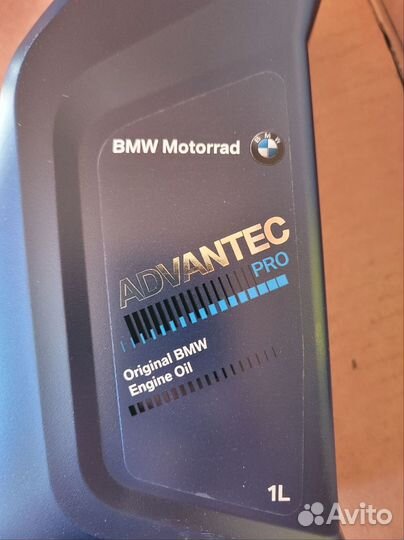 BMW Motorrad
BMW
ADVANTEC
PRO
Original BMW
Engine Oil
1L
Avito